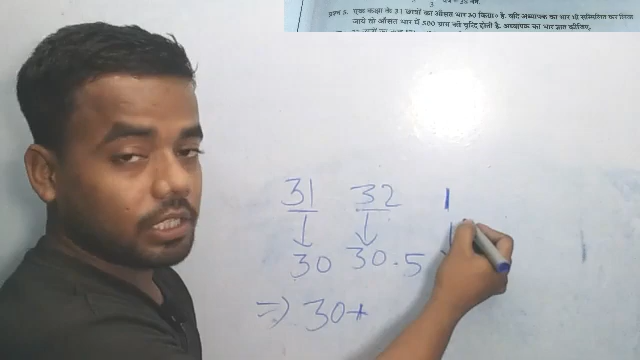 3
प्रश्न 5. एक कक्षा के 31 छात्रों का औसत भार 30 किग्रा० है. यदि अध्यापक का भार भी सम्मिलित कर लिया
जाये तो औसत भार में 500 ग्राम की वृद्धि होती है. अध्यापक का भार ज्ञात कीजिए.
31 32 1
↓ ↓ ↓
30 30.5
⇒ 30+